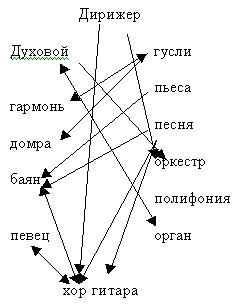 Дирижер
Духовой гусли
пьеса
гармонь
песня
домра
оркестр
баян
полифония
певец орган
хор гитара